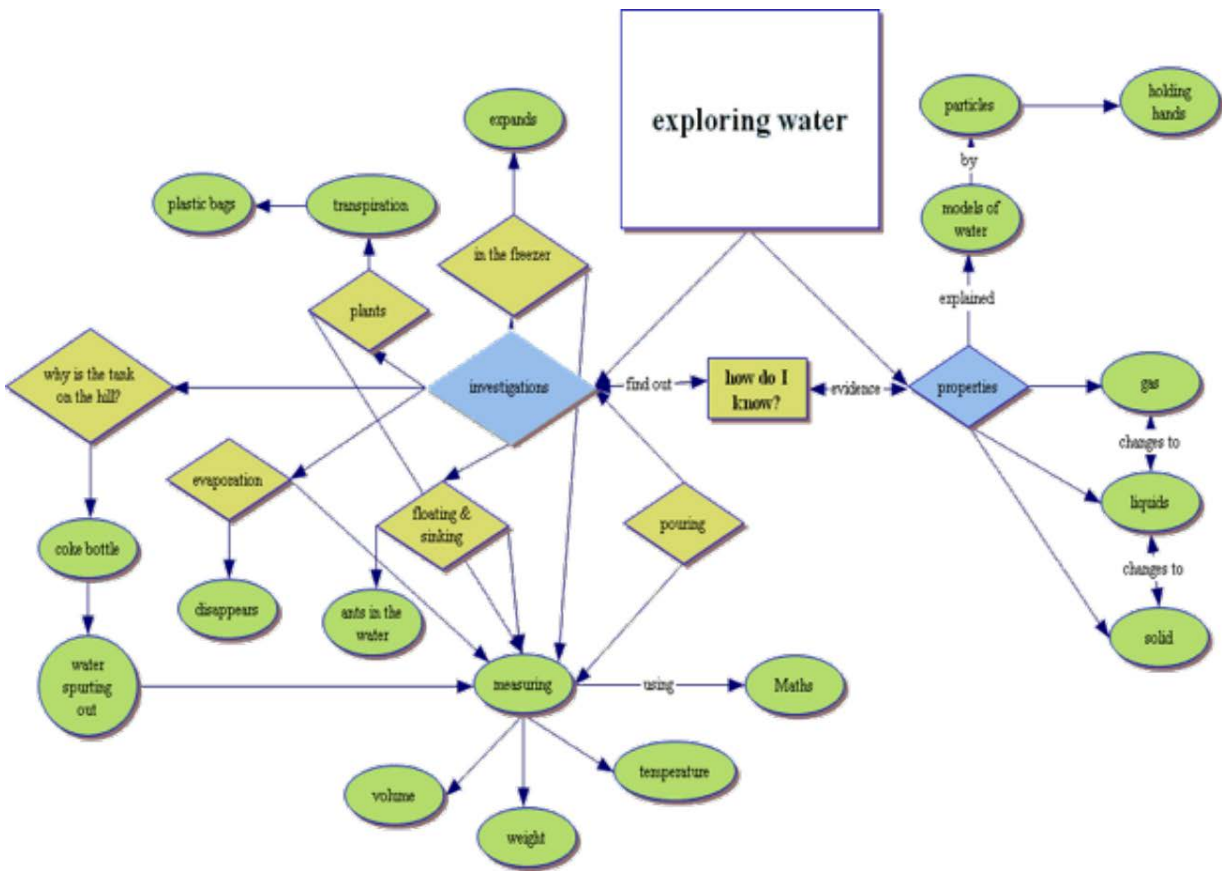 exploring water
expands
particles
holding
hands
by
plastic bags
transpiration
models of
water
in the freezer
explained
plants
why is the tank
on the hill?
investigations
find out
how do I
know?
evidence
properties
gas
changes to
evaporation
floating &
sinking
pouring
liquids
coke bottle
changes to
disappears
ants in the
water
solid
water
spurting
out
measuring
using
Maths
volume
temperature
weight